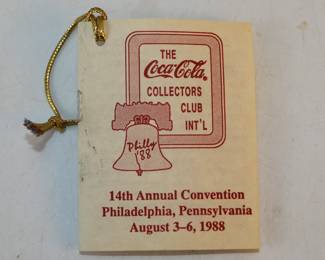 THE
Coca-Cola®
COLLECTORS
CLUB
INT'L
Philly
'88
14th Annual Convention
Philadelphia, Pennsylvania
August 3–6, 1988